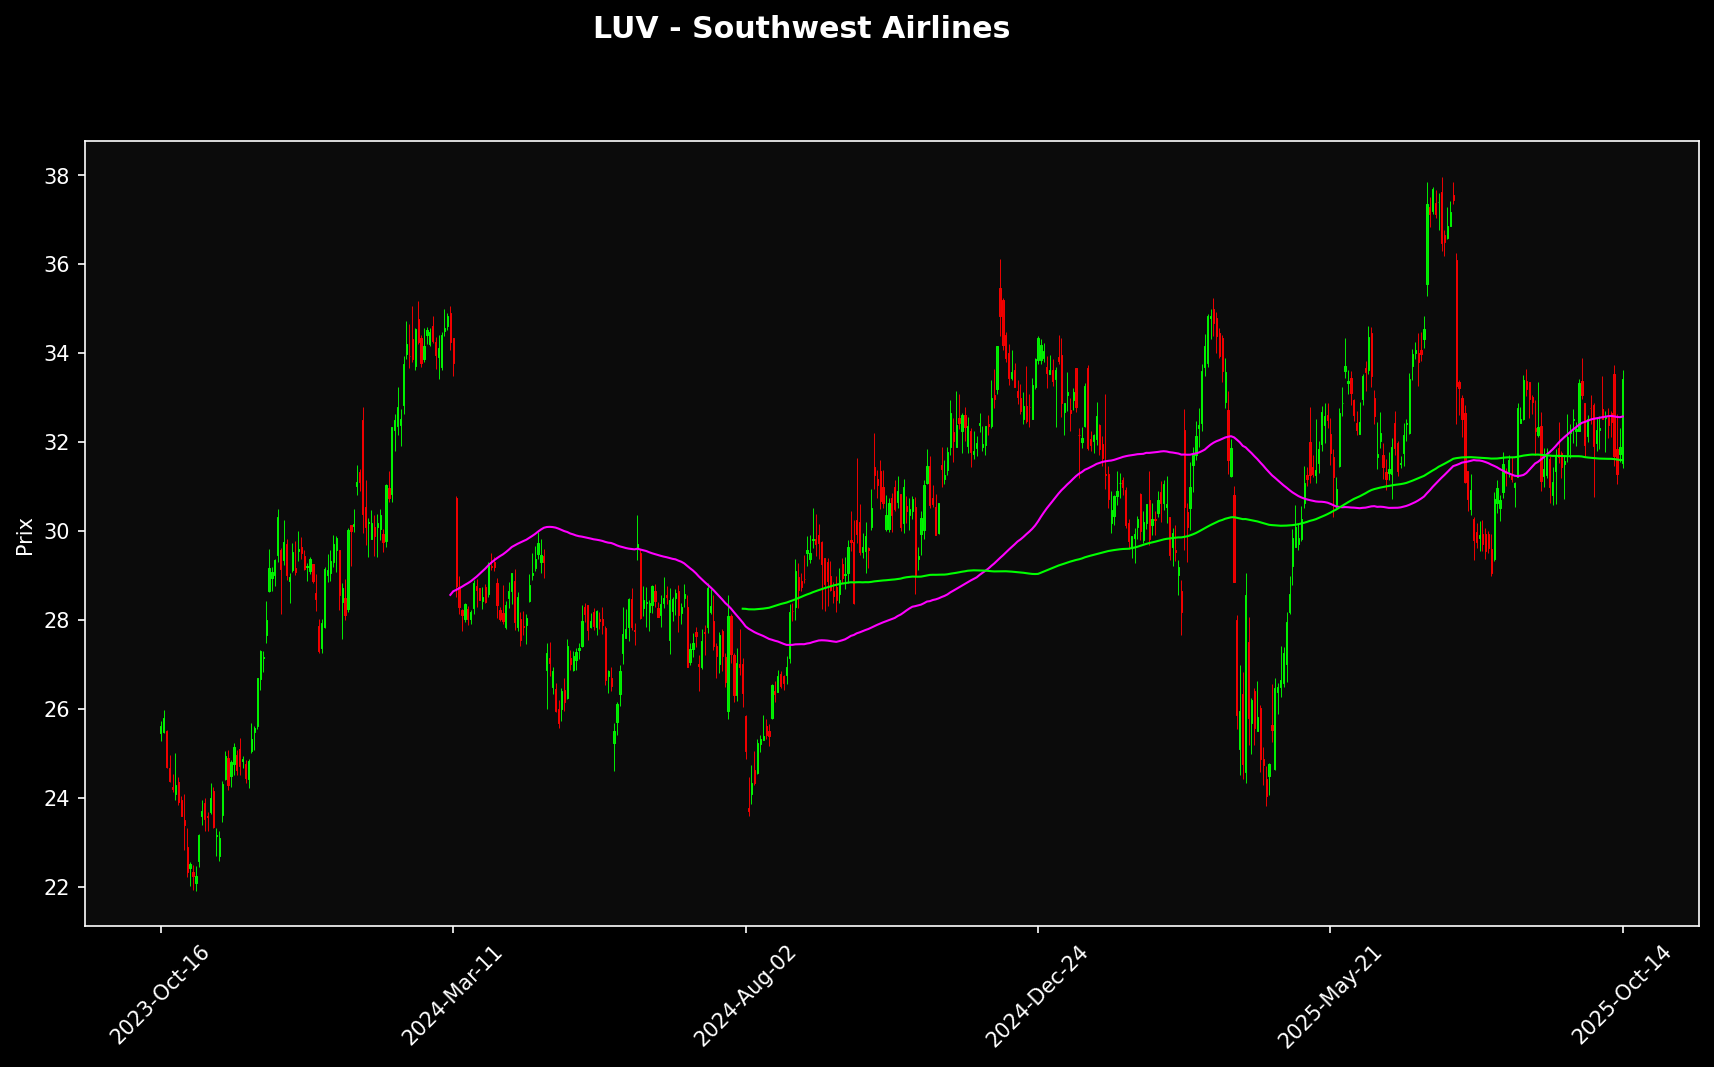 LUV - Southwest Airlines
Prix
38
36
34
32
30
28
26
24
22
2023-Oct-16
2024-Mar-11
2024-Aug-02
2024-Dec-24
2025-May-21
2025-Oct-14